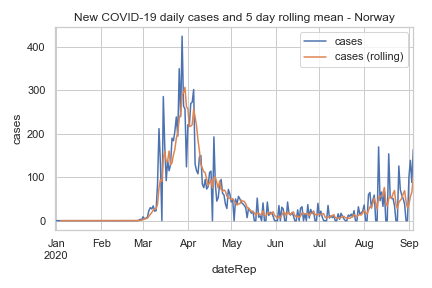 New COVID-19 daily cases and 5 day rolling mean - Norway
cases
cases (rolling)
cases
400
300
200
100
0
Jan Feb Mar Apr May Jun Jul Aug Sep
2020
dateRep